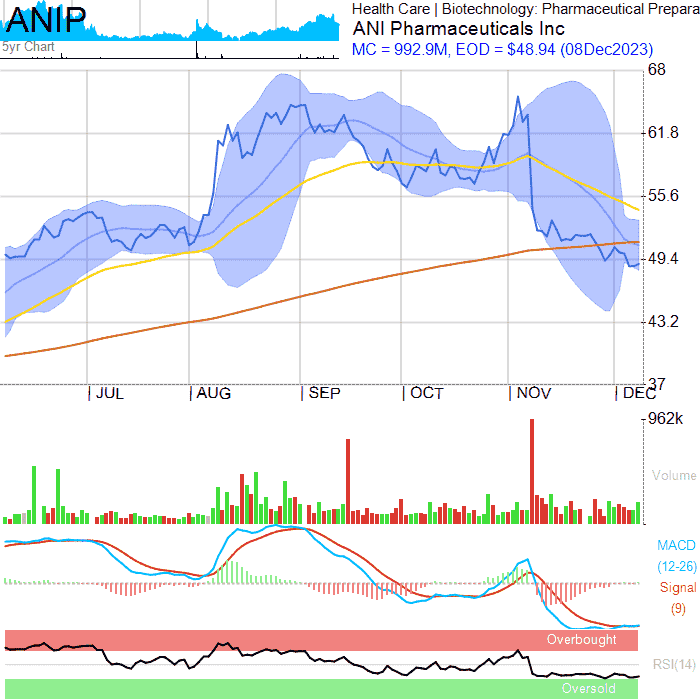 ANIP
5yr Chart
Health Care | Biotechnology: Pharmaceutical Prepara
ANI Pharmaceuticals Inc
MC = 992.9M, EOD = $48.94 (08Dec2023)
68
61.8
55.6
49.4
43.2
37
JUL AUG SEP OCT NOV DEC
962k
Volume
MACD
(12-26)
Signal
(9)
Overbought
RSI(14)
Oversold